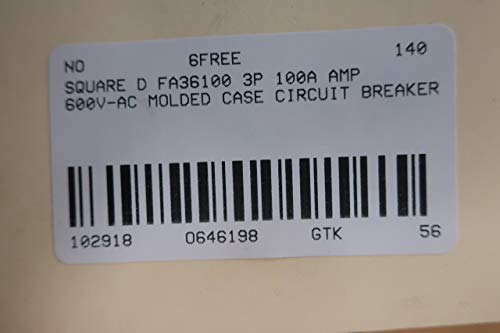 NO 6FREE 140
SQUARE D FA36100 3P 100A AMP
600V-AC MOLDED CASE CIRCUIT BREAKER
102918 0646198 GTK 56